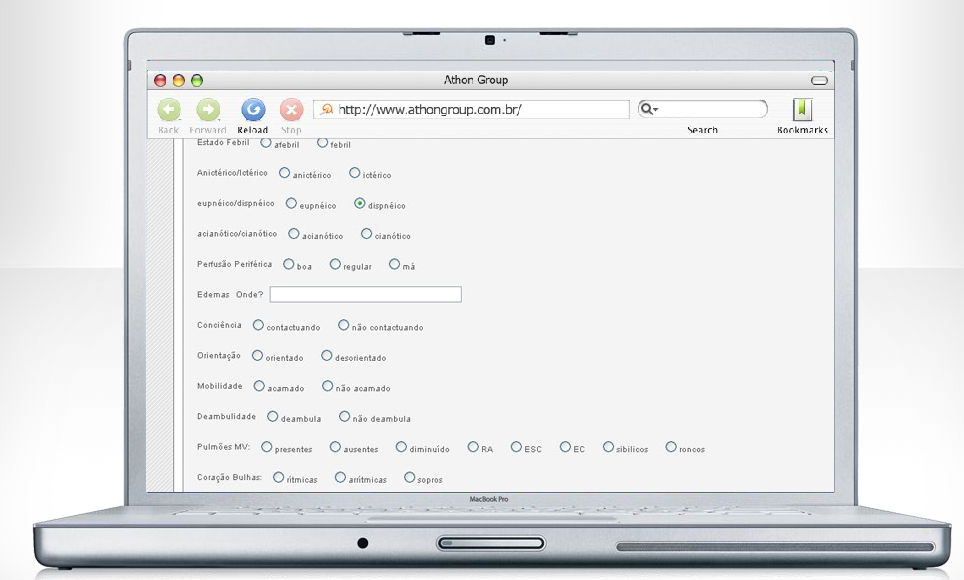 Athon Group
http://www.athongroup.com.br/
Back Forward Reload Stop Search Bookmarks
Estado Febril afebril febril
Anictérico/Ictérico anictérico ictérico
eupnéico/dispnéico eupnéico dispnéico
acianótico/cianótico acianótico cianótico
Perfusão Periférica boa regular má
Edemas Onde?
Conciência contactuando não contactuando
Orientação orientado desorientado
Mobilidade acamado não acamado
Deambulidade deambula não deambula
Pulmões MV: presentes ausentes diminuído RA ESC EC sibilicos roncos
Coração Bulhas: rítmicas arrítmicas sopros
MacBook Pro